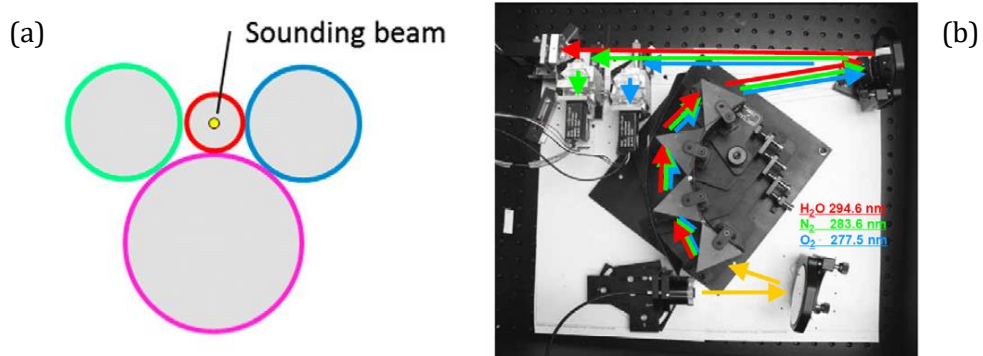 (a)
Sounding beam
(b)
H₂O 294.6 nm
N₂ 283.6 nm
O₂ 277.5 nm